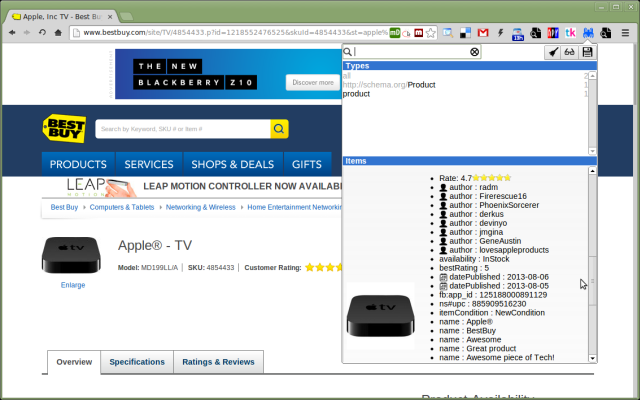 Apple, Inc TV - Best Buy
www.bestbuy.com/site/TV/4854433.p?id=1218552476525&skuId=4854433&st=apple%
THE NEW
BLACKBERRY Z10
Discover more
BEST
BUY
Search by Keyword, SKU # or Item #
PRODUCTS
SERVICES
SHOPS & DEALS
GIFTS
LEAP
MOTION
LEAP MOTION CONTROLLER NOW AVAILAB
Best Buy
Computers & Tablets
Networking & Wireless
Home Entertainment Networking
Apple® - TV
Model: MD199LL/A
SKU: 4854433
Customer Rating:
tv
Enlarge
Overview
Specifications
Ratings & Reviews
Product Availability
Types
all 2
http://schema.org/Product 1
product 1
Items
Rate: 4.7
author : radm
author : Firerescue16
author : PhoenixSorcerer
author : derkus
author : devinyo
author : jmgina
author : GeneAustin
author : lovesappleproducts
availability : InStock
bestRating : 5
datePublished : 2013-08-06
datePublished : 2013-08-05
fb:app_id : 125188000891129
ns#upc : 885909516230
itemCondition : NewCondition
name : Apple®
name : BestBuy
name : Awesome
name : Great product
name : Awesome piece of Tech!
tv